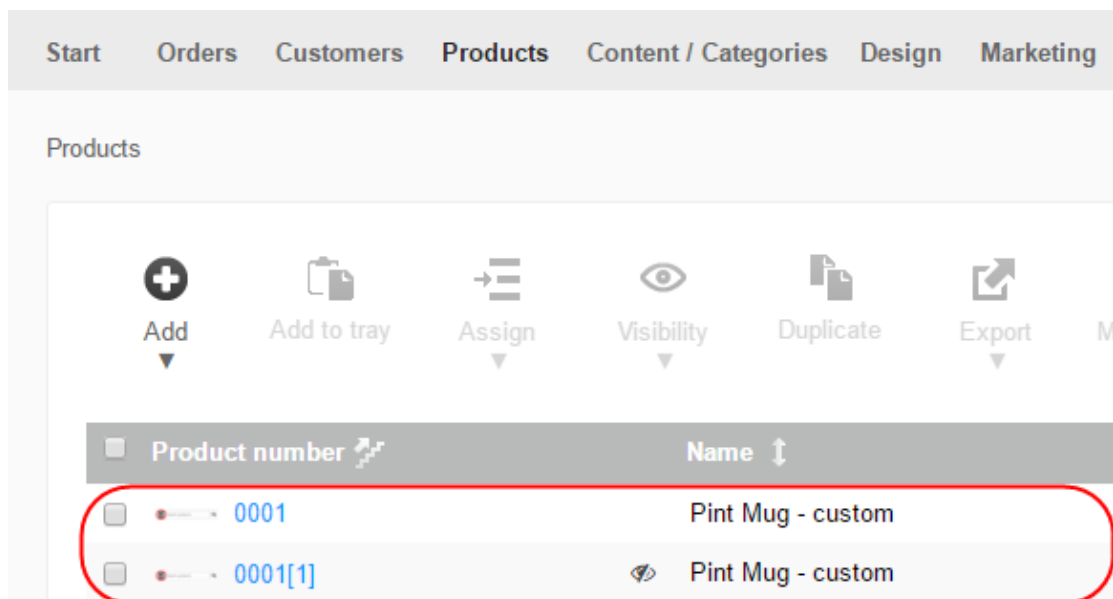 Start Orders Customers Products Content / Categories Design Marketing
Products
Add Add to tray Assign Visibility Duplicate Export M
Product number Name
0001 Pint Mug - custom
0001[1] Pint Mug - custom